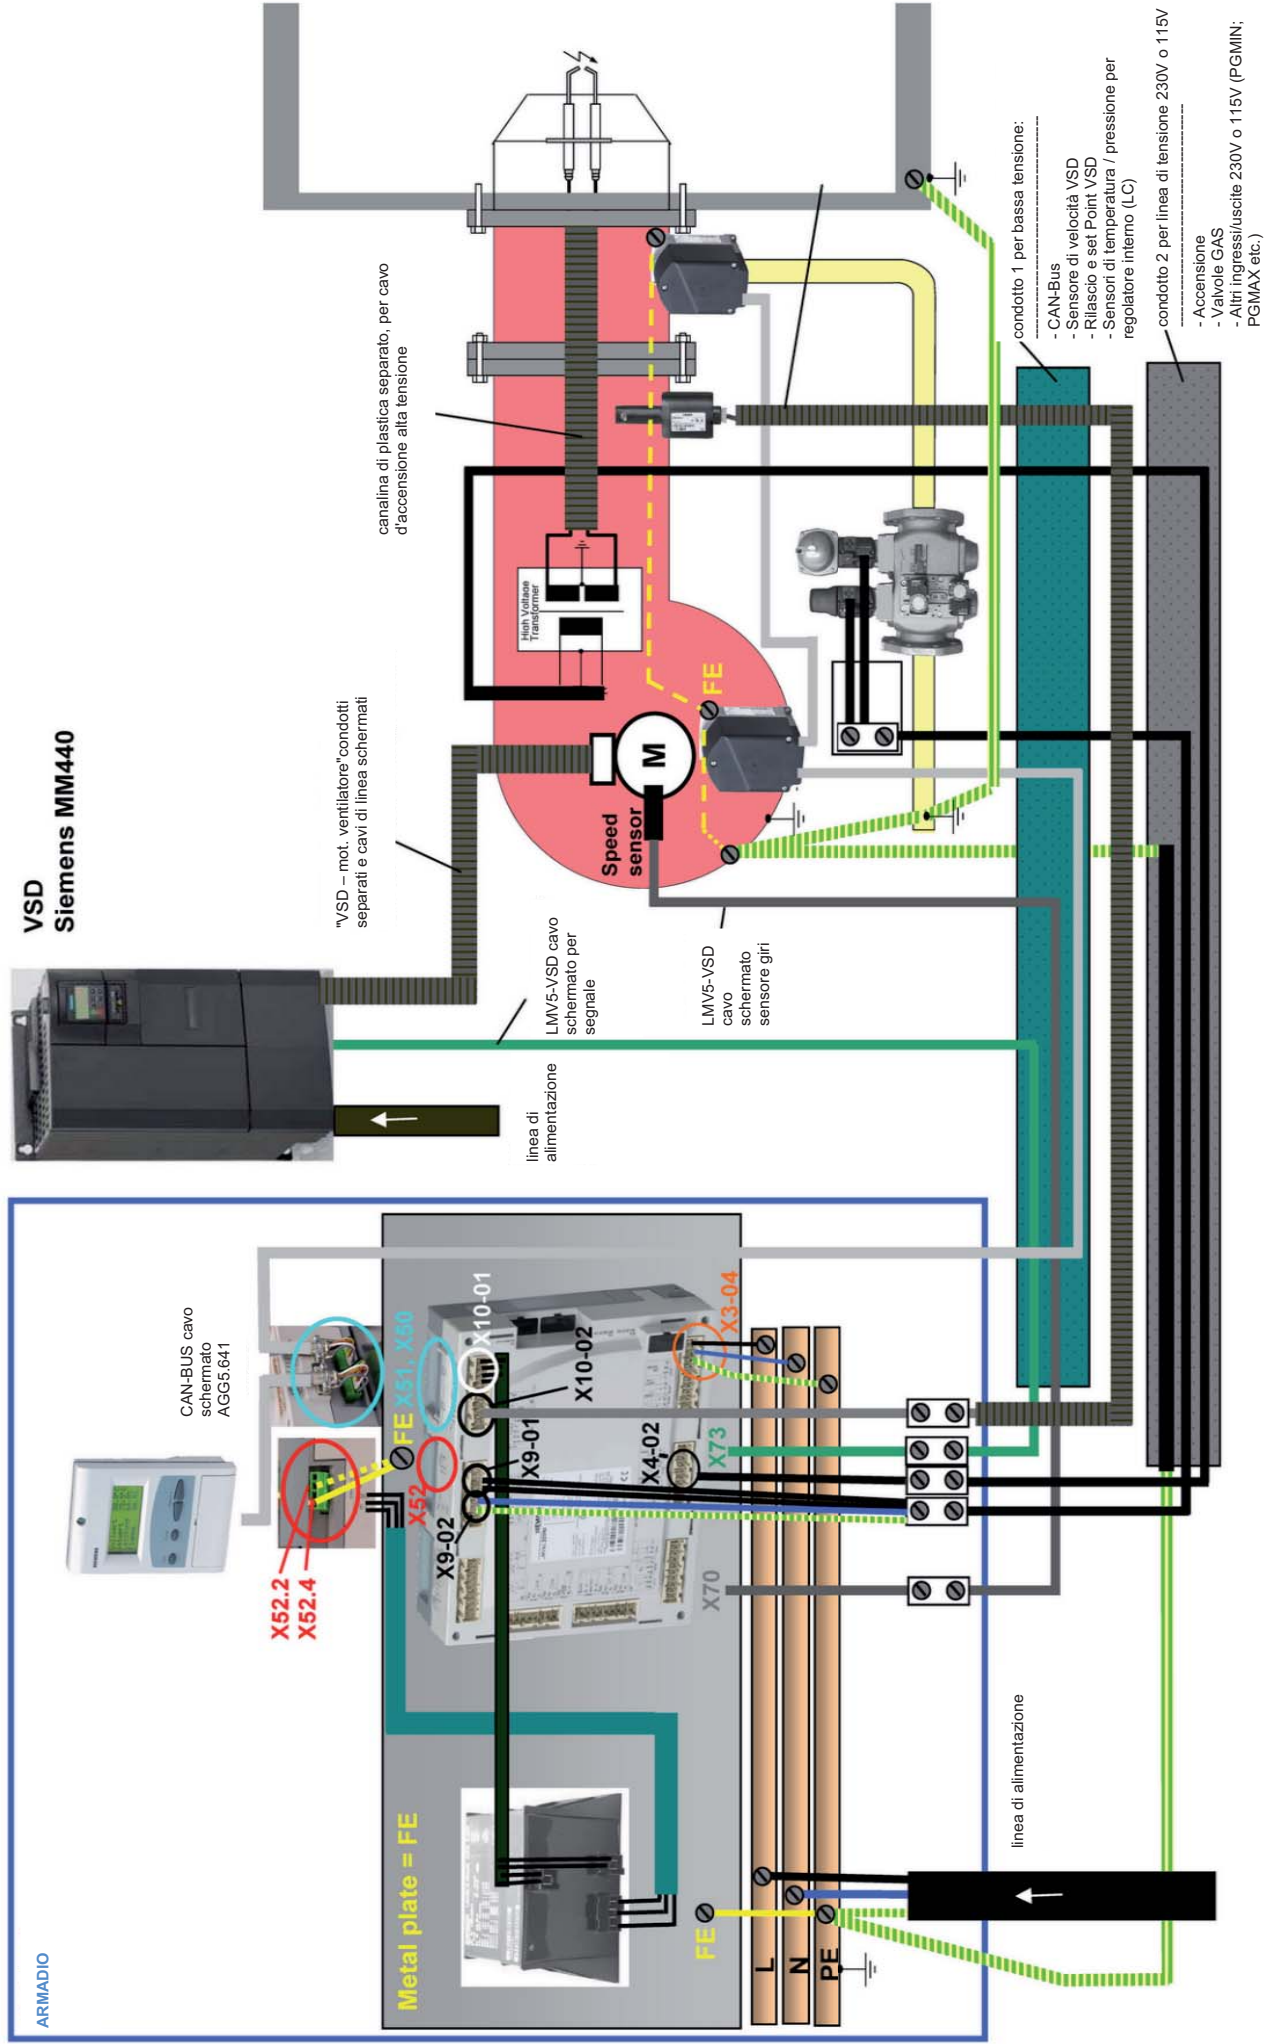 VSD
Siemens MM440
"VSD – mot. ventilatore"condotti
separati e cavi di linea schermati
canalina di plastica separato, per cavo
d'accensione alta tensione
High Voltage
Transformer
M
Speed
sensor
FE
LMV5-VSD cavo
schermato per
segnale
LMV5-VSD
cavo
schermato
sensore giri
linea di
alimentazione
condotto 1 per bassa tensione:
- CAN-Bus
- Sensore di velocità VSD
- Rilascio e set Point VSD
- Sensori di temperatura / pressione per
regolatore interno (LC)
condotto 2 per linea di tensione 230V o 115V
- Accensione
- Valvole GAS
- Altri ingressi/uscite 230V o 115V (PGMIN;
PGMAX etc.)
ARMADIO
CAN-BUS cavo
schermato
AGG5.641
X52.2
X52.4
FE
X51, X50
X52
X10-01
X10-02
X9-01
X9-02
X4-02
X3-04
X73
X70
Metal plate = FE
FE
L
N
PE
linea di alimentazione